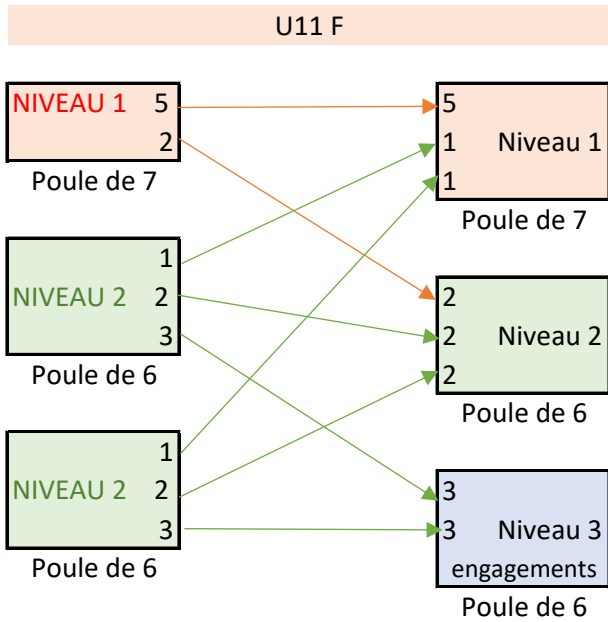 U11 F
NIVEAU 1 5
2
Poule de 7
1
NIVEAU 2 2
3
Poule de 6
1
NIVEAU 2 2
3
Poule de 6
5
1 Niveau 1
1
Poule de 7
2
2 Niveau 2
2
Poule de 6
3
3 Niveau 3
engagements
Poule de 6